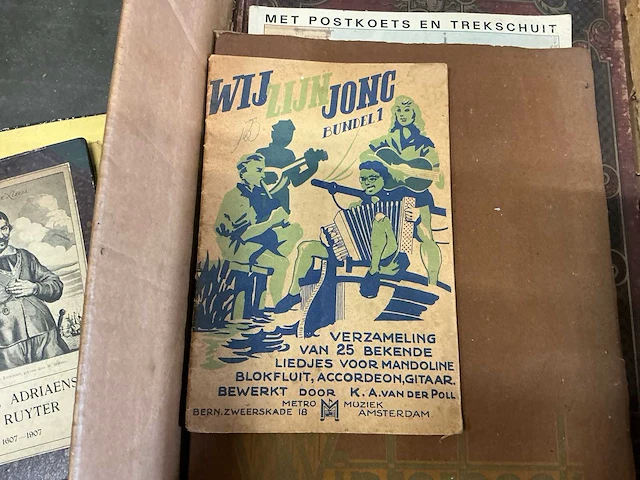 MET POSTKOETS EN TREKSCHUIT
WIJ ZIJN JONG
BUNDEL 1
VERZAMELING
VAN 25 BEKENDE
LIEDJES VOOR MANDOLINE
BLOKFLUIT, ACCORDEON, GITAAR.
BEWERKT DOOR K. A. VAN DER POLL
METRO MUZIEK
BERN. ZWEERSKADE 18 AMSTERDAM
ADRIAENS
RUYTER
1607-1907